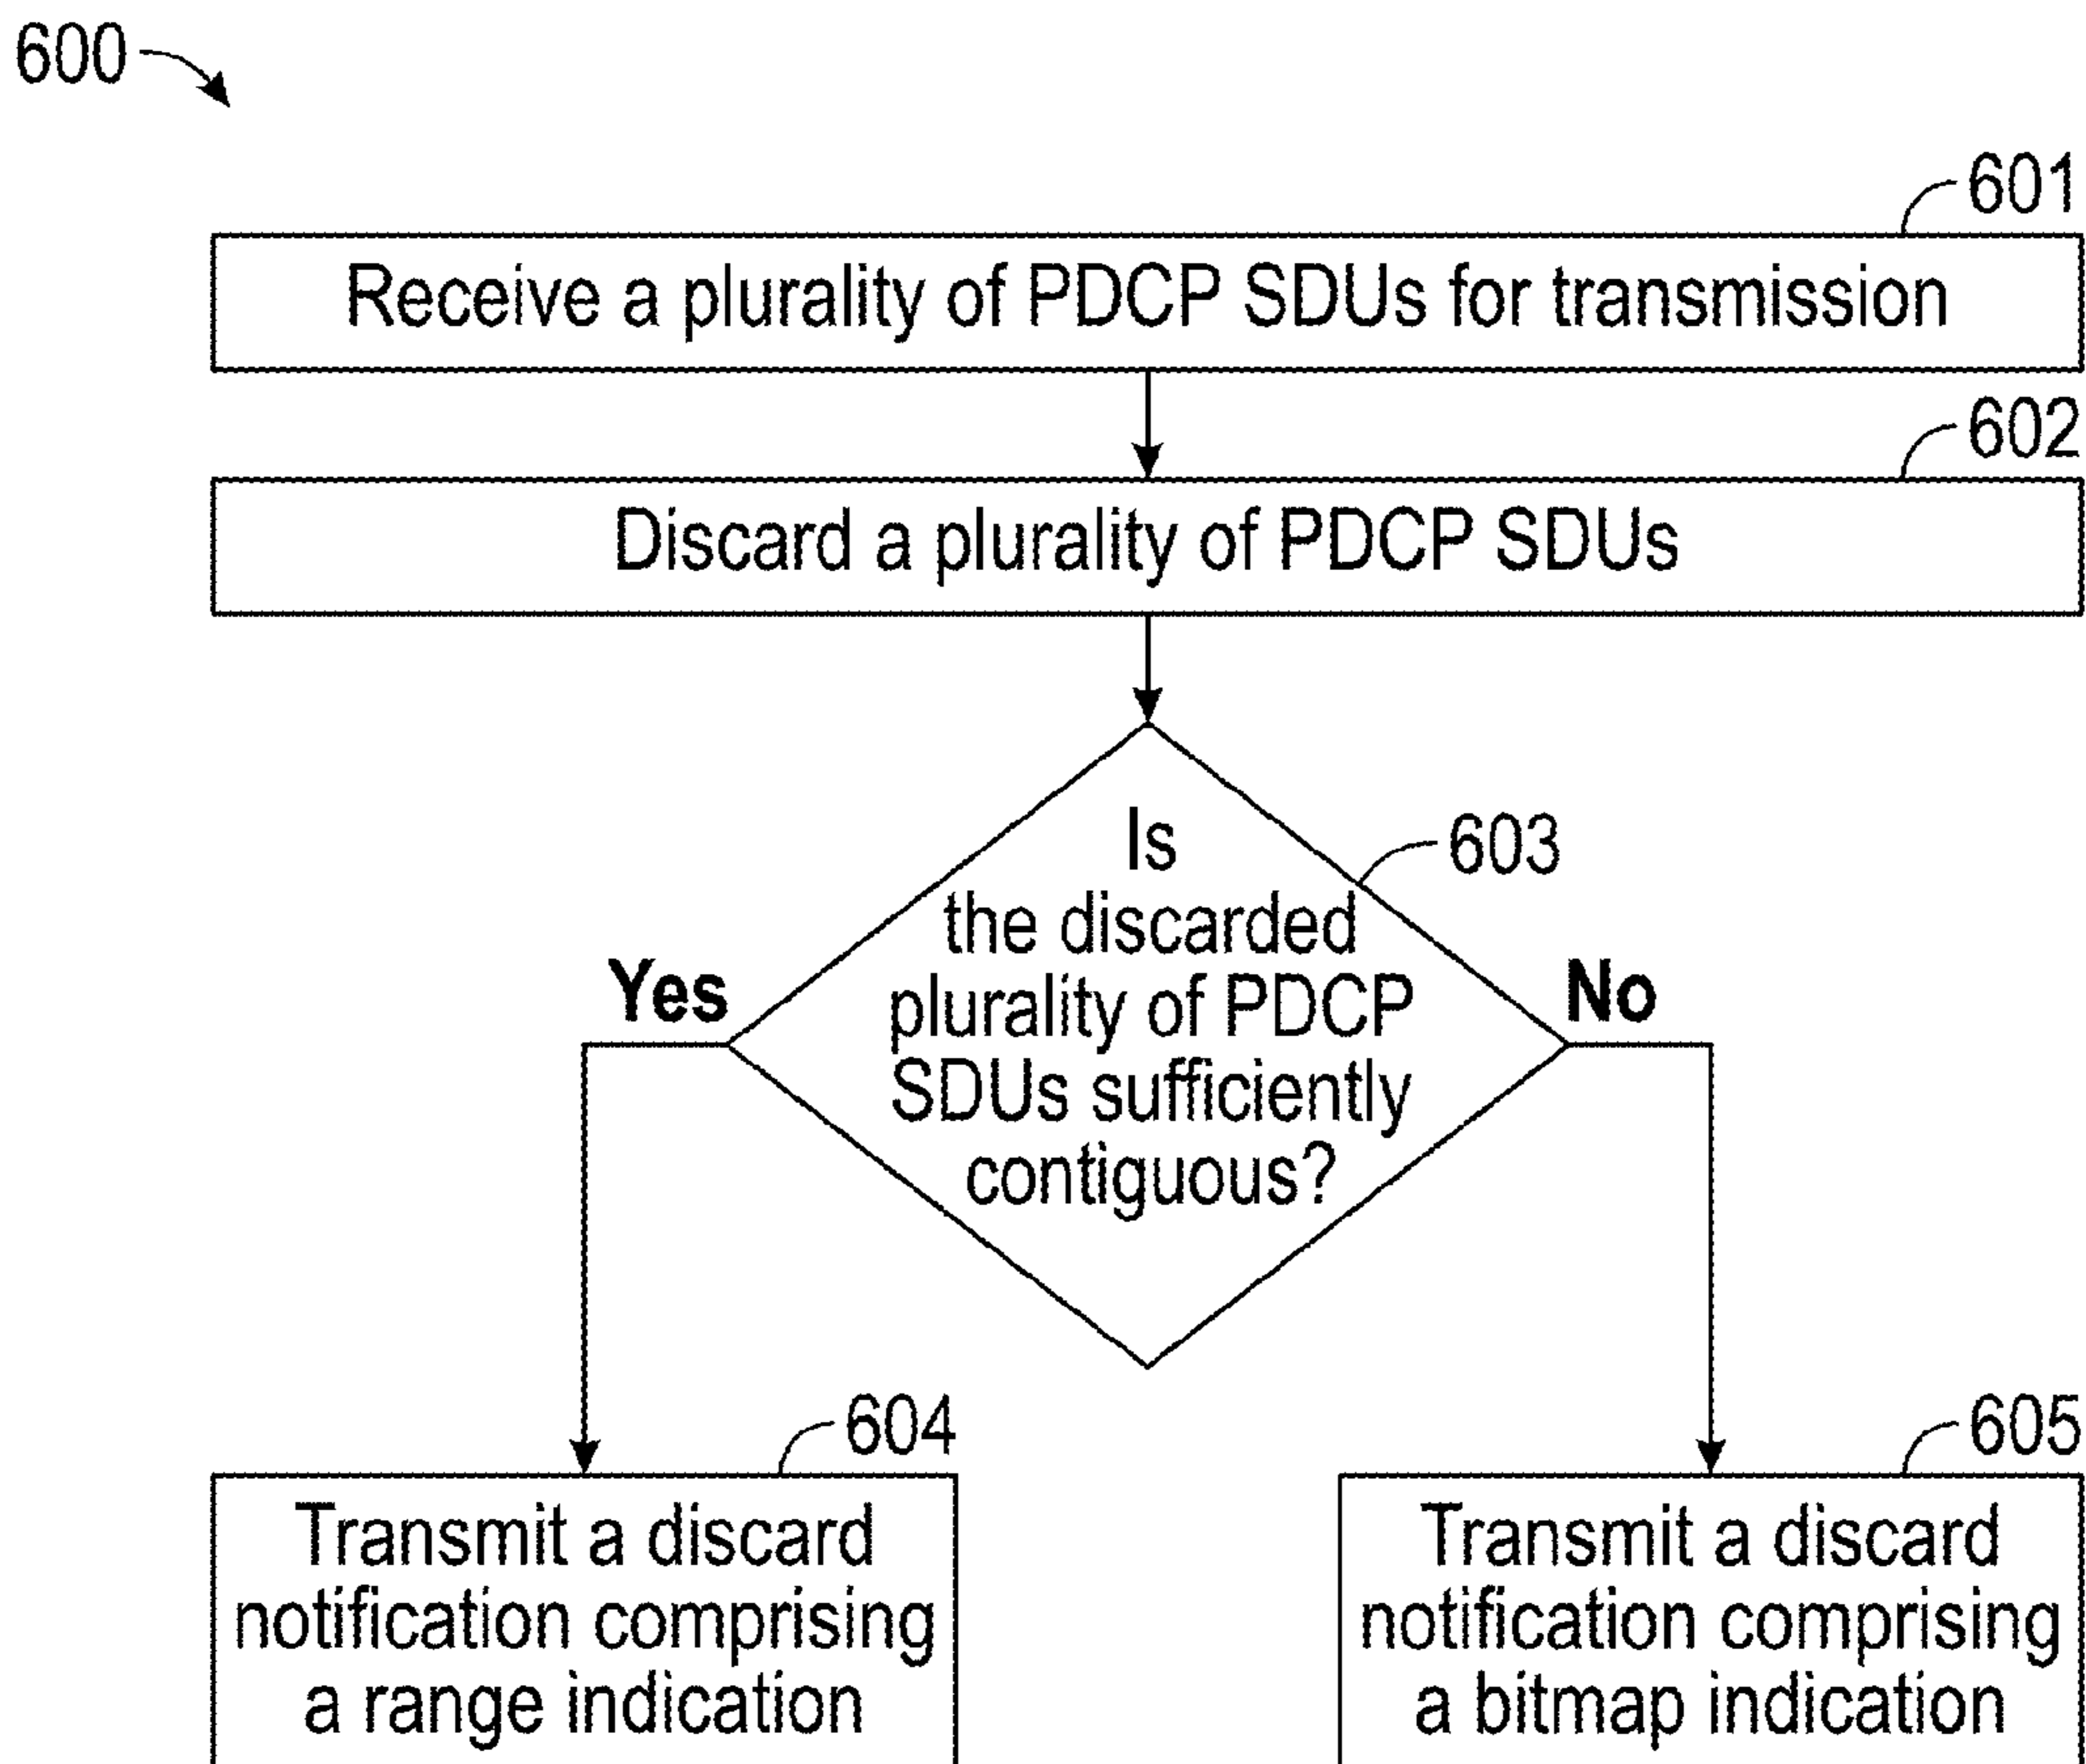 600
601
Receive a plurality of PDCP SDUs for transmission
602
Discard a plurality of PDCP SDUs
603
Is
the discarded
plurality of PDCP
SDUs sufficiently
contiguous?
Yes
No
604
Transmit a discard
notification comprising
a range indication
605
Transmit a discard
notification comprising
a bitmap indication